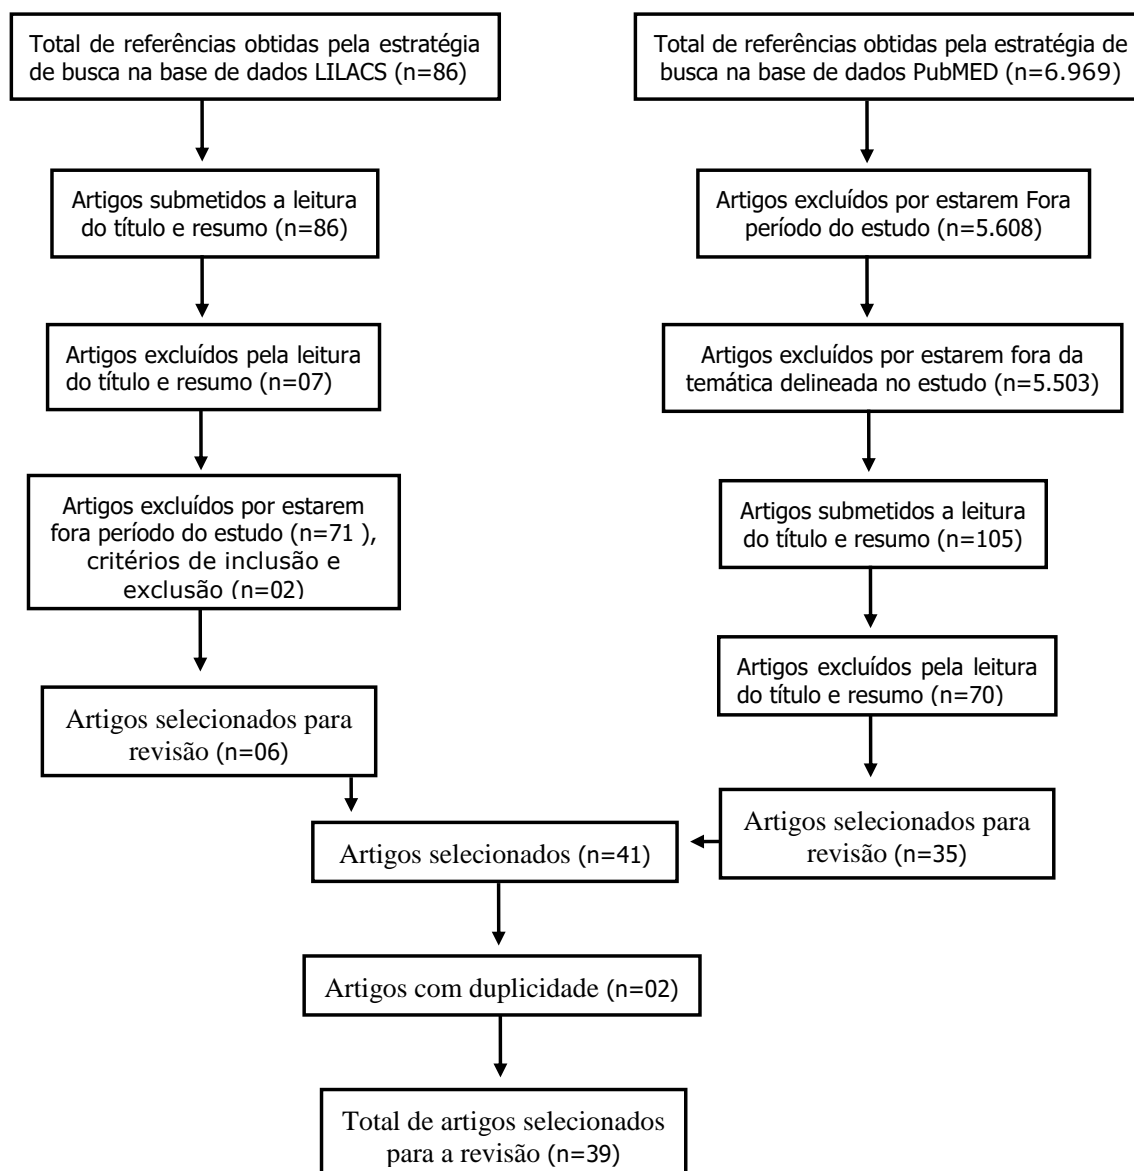 Total de referências obtidas pela estratégia
de busca na base de dados LILACS (n=86)
Artigos submetidos a leitura
do título e resumo (n=86)
Artigos excluídos pela leitura
do título e resumo (n=07)
Artigos excluídos por estarem
fora período do estudo (n=71 ),
critérios de inclusão e
exclusão (n=02)
Artigos selecionados para
revisão (n=06)
Total de referências obtidas pela estratégia de
busca na base de dados PubMED (n=6.969)
Artigos excluídos por estarem Fora
período do estudo (n=5.608)
Artigos excluídos por estarem fora da
temática delineada no estudo (n=5.503)
Artigos submetidos a leitura
do título e resumo (n=105)
Artigos excluídos pela leitura
do título e resumo (n=70)
Artigos selecionados para
revisão (n=35)
Artigos selecionados (n=41)
Artigos com duplicidade (n=02)
Total de artigos selecionados
para a revisão (n=39)